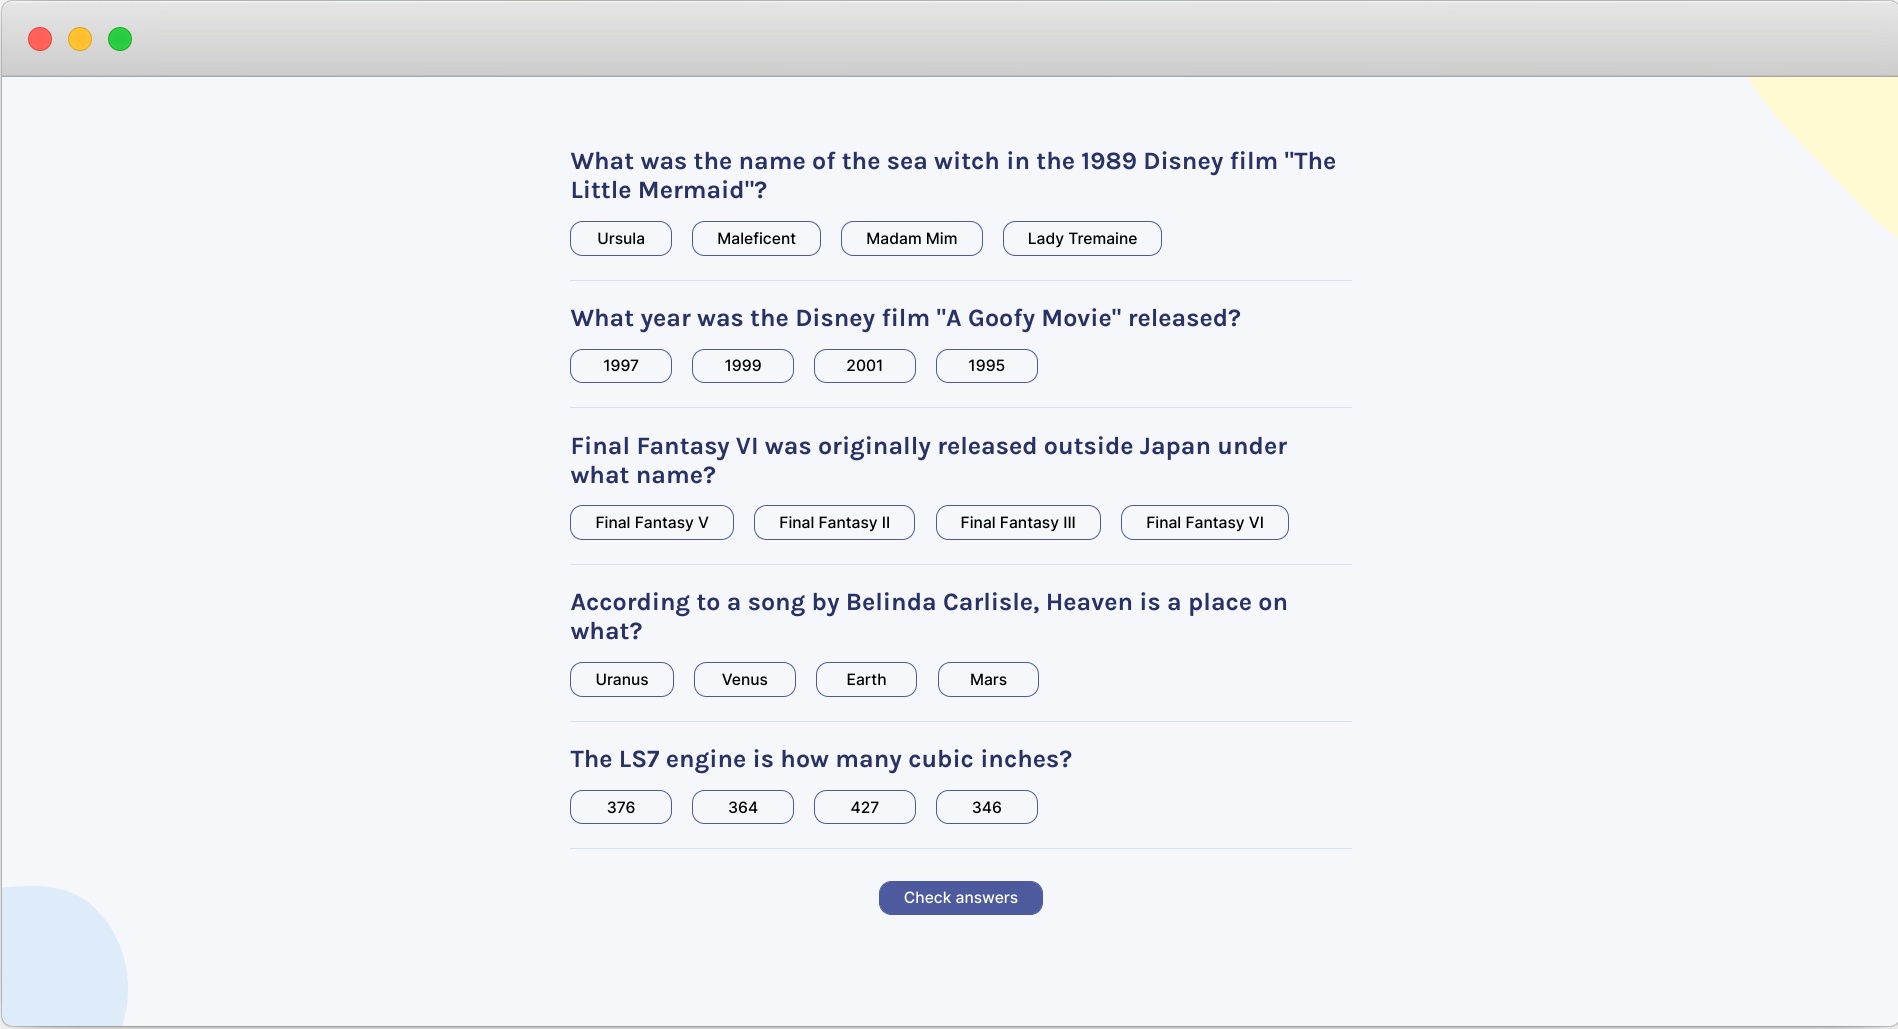 What was the name of the sea witch in the 1989 Disney film "The
Little Mermaid"?
Ursula Maleficent Madam Mim Lady Tremaine
What year was the Disney film "A Goofy Movie" released?
1997 1999 2001 1995
Final Fantasy VI was originally released outside Japan under
what name?
Final Fantasy V Final Fantasy II Final Fantasy III Final Fantasy VI
According to a song by Belinda Carlisle, Heaven is a place on
what?
Uranus Venus Earth Mars
The LS7 engine is how many cubic inches?
376 364 427 346
Check answers